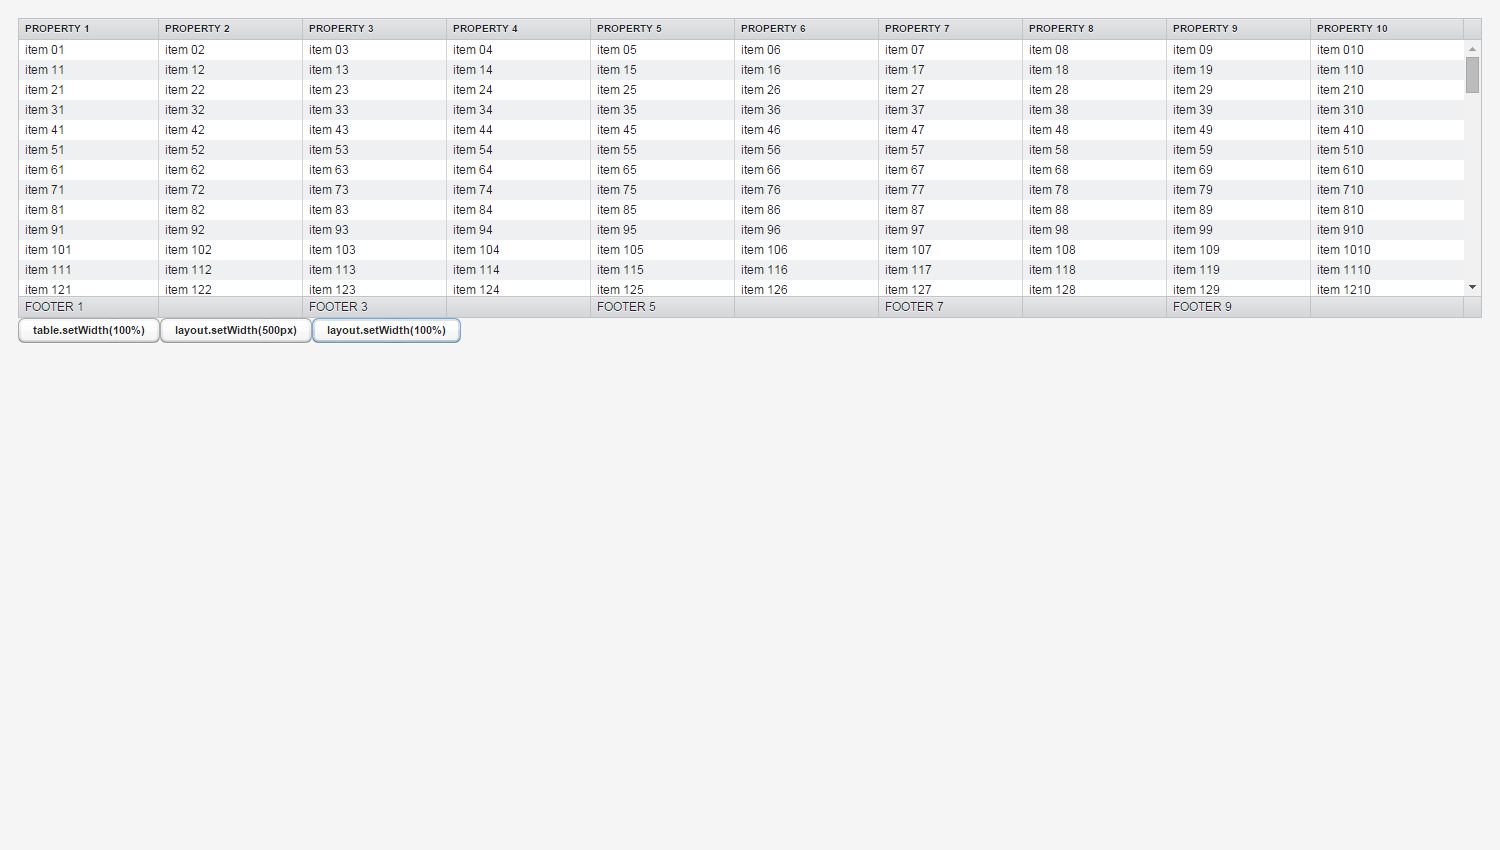 PROPERTY 1 PROPERTY 2 PROPERTY 3 PROPERTY 4 PROPERTY 5 PROPERTY 6 PROPERTY 7 PROPERTY 8 PROPERTY 9 PROPERTY 10
item 01 item 02 item 03 item 04 item 05 item 06 item 07 item 08 item 09 item 010
item 11 item 12 item 13 item 14 item 15 item 16 item 17 item 18 item 19 item 110
item 21 item 22 item 23 item 24 item 25 item 26 item 27 item 28 item 29 item 210
item 31 item 32 item 33 item 34 item 35 item 36 item 37 item 38 item 39 item 310
item 41 item 42 item 43 item 44 item 45 item 46 item 47 item 48 item 49 item 410
item 51 item 52 item 53 item 54 item 55 item 56 item 57 item 58 item 59 item 510
item 61 item 62 item 63 item 64 item 65 item 66 item 67 item 68 item 69 item 610
item 71 item 72 item 73 item 74 item 75 item 76 item 77 item 78 item 79 item 710
item 81 item 82 item 83 item 84 item 85 item 86 item 87 item 88 item 89 item 810
item 91 item 92 item 93 item 94 item 95 item 96 item 97 item 98 item 99 item 910
item 101 item 102 item 103 item 104 item 105 item 106 item 107 item 108 item 109 item 1010
item 111 item 112 item 113 item 114 item 115 item 116 item 117 item 118 item 119 item 1110
item 121 item 122 item 123 item 124 item 125 item 126 item 127 item 128 item 129 item 1210
FOOTER 1 FOOTER 3 FOOTER 5 FOOTER 7 FOOTER 9
table.setWidth(100%) layout.setWidth(500px) layout.setWidth(100%)